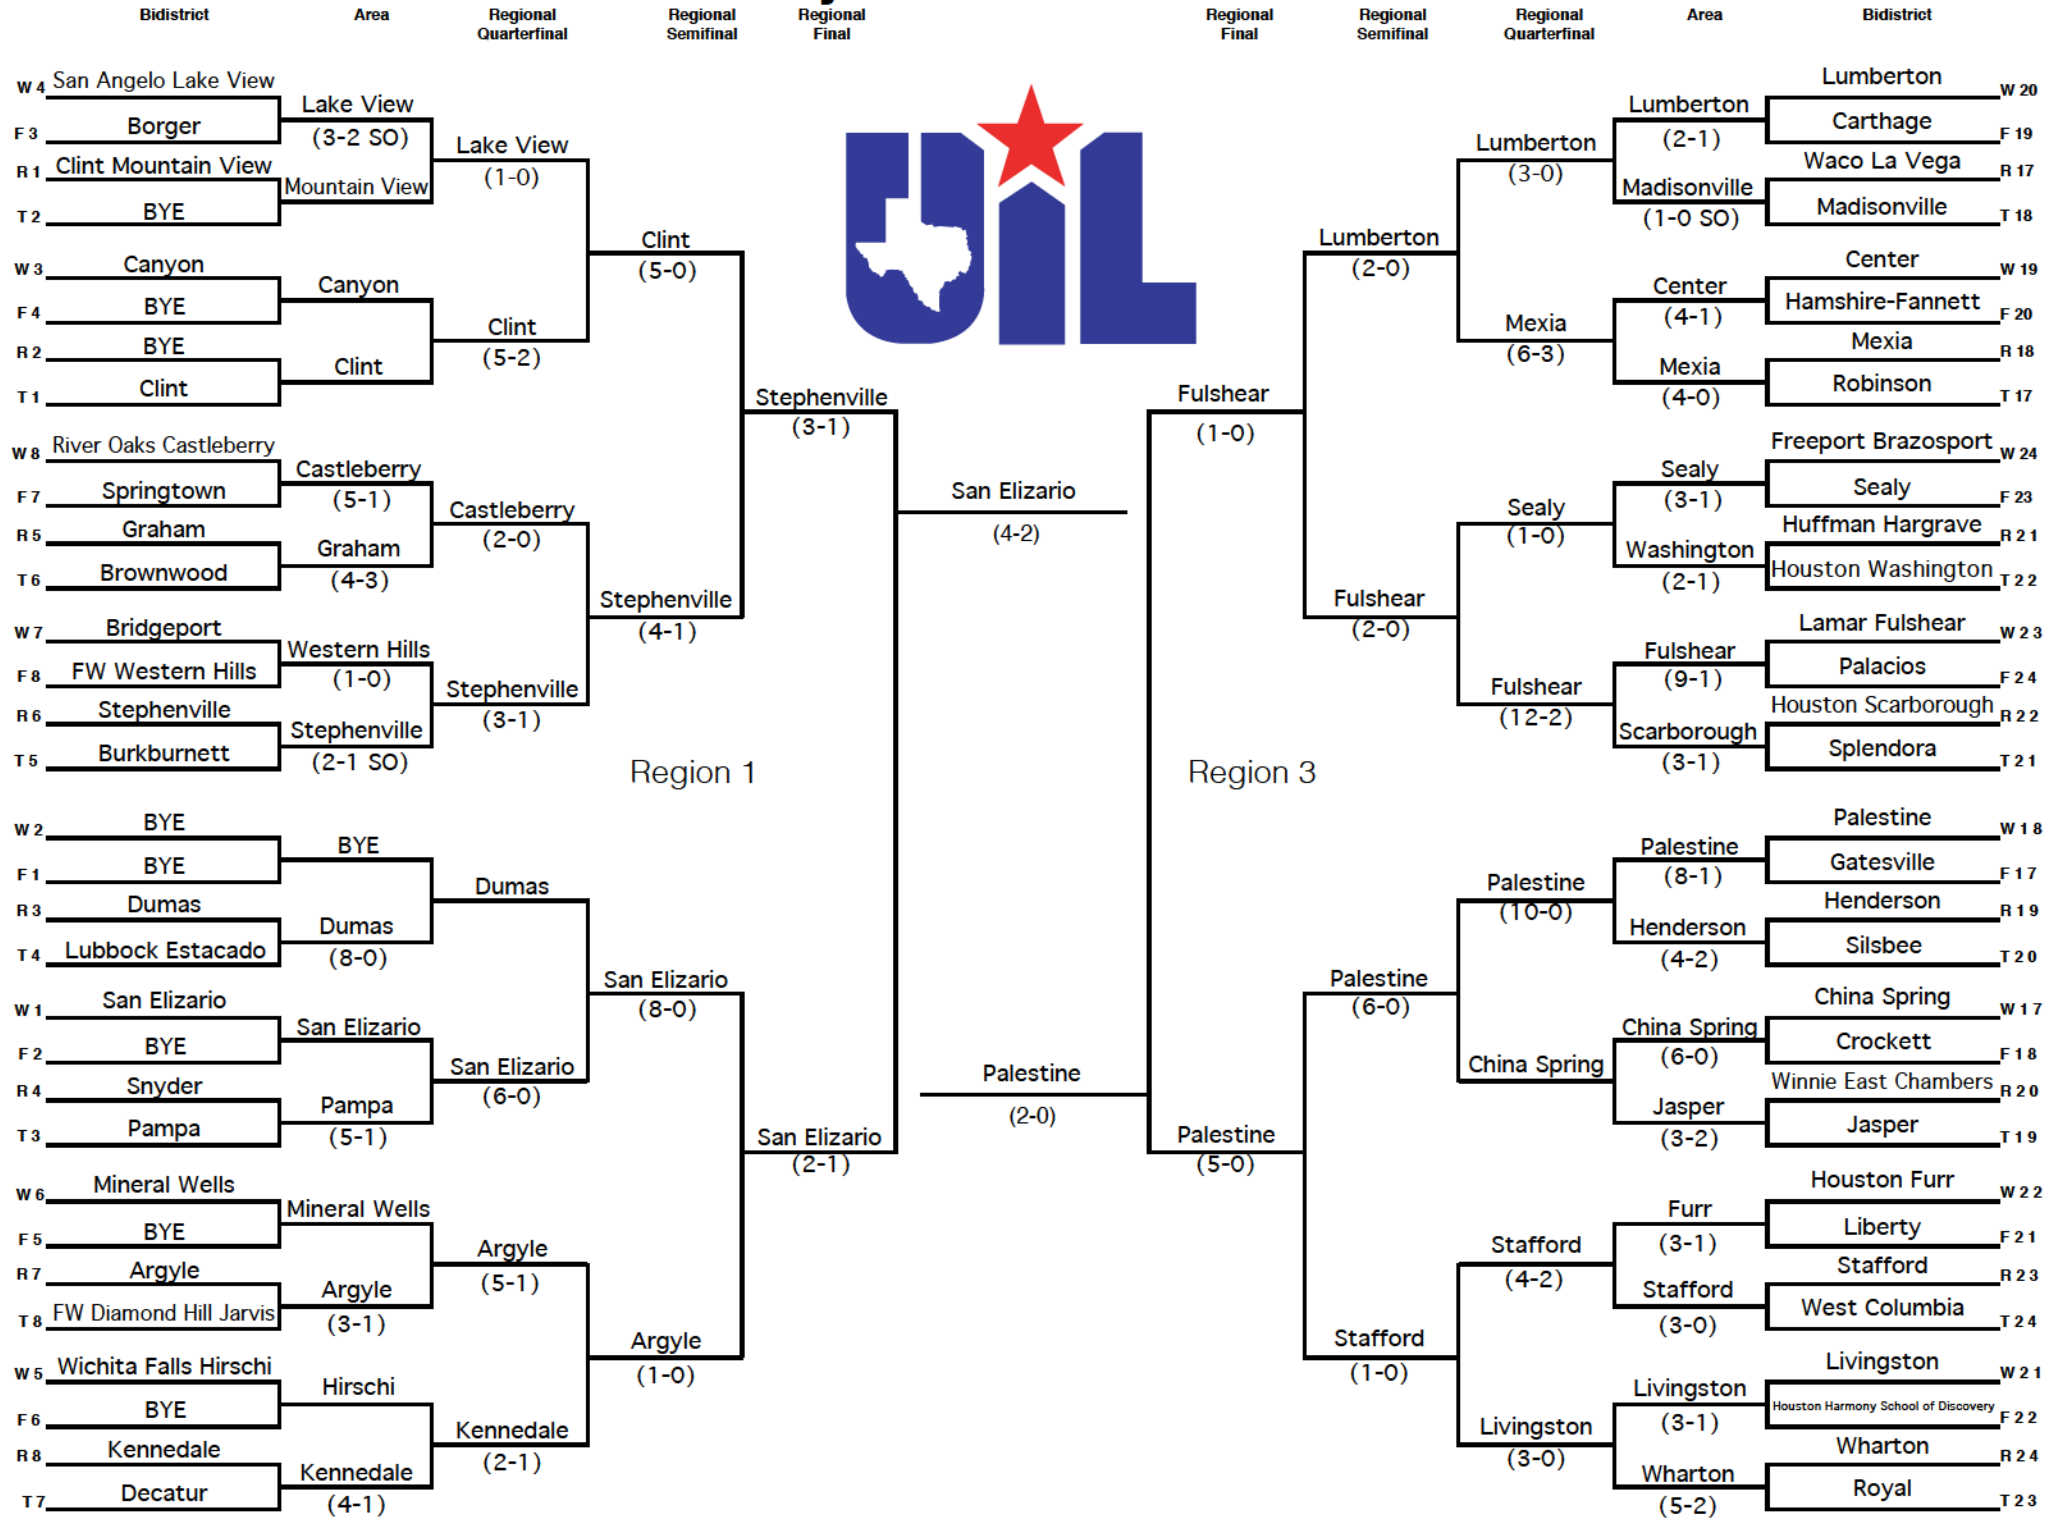 Bidistrict
Area
Regional
Quarterfinal
Regional
Semifinal
Regional
Final
Regional
Final
Regional
Semifinal
Regional
Quarterfinal
Area
Bidistrict
UIL
W 4 San Angelo Lake View
F 3 Borger
R 1 Clint Mountain View
T 2 BYE
W 3 Canyon
F 4 BYE
R 2 BYE
T 1 Clint
W 8 River Oaks Castleberry
F 7 Springtown
R 5 Graham
T 6 Brownwood
W 7 Bridgeport
F 8 FW Western Hills
R 6 Stephenville
T 5 Burkburnett
W 2 BYE
F 1 BYE
R 3 Dumas
T 4 Lubbock Estacado
W 1 San Elizario
F 2 BYE
R 4 Snyder
T 3 Pampa
W 6 Mineral Wells
F 5 BYE
R 7 Argyle
T 8 FW Diamond Hill Jarvis
W 5 Wichita Falls Hirschi
F 6 BYE
R 8 Kennedale
T 7 Decatur
Lake View
(3-2 SO)
Mountain View
Canyon
Clint
Castleberry
(5-1)
Graham
(4-3)
Western Hills
(1-0)
Stephenville
(2-1 SO)
BYE
Dumas
(8-0)
San Elizario
Pampa
(5-1)
Mineral Wells
Argyle
(3-1)
Hirschi
Kennedale
(4-1)
Lake View
(1-0)
Clint
(5-2)
Castleberry
(2-0)
Stephenville
(3-1)
Dumas
San Elizario
(6-0)
Argyle
(5-1)
Kennedale
(2-1)
Clint
(5-0)
Stephenville
(4-1)
San Elizario
(8-0)
Argyle
(1-0)
Stephenville
(3-1)
San Elizario
(2-1)
San Elizario
(4-2)
Region 1
Region 3
Palestine
(2-0)
Fulshear
(1-0)
Palestine
(5-0)
Lumberton
(2-0)
Fulshear
(2-0)
Palestine
(6-0)
Stafford
(1-0)
Lumberton
(3-0)
Mexia
(6-3)
Sealy
(1-0)
Fulshear
(12-2)
Palestine
(10-0)
China Spring
Stafford
(4-2)
Livingston
(3-0)
Lumberton
(2-1)
Madisonville
(1-0 SO)
Center
(4-1)
Mexia
(4-0)
Sealy
(3-1)
Washington
(2-1)
Fulshear
(9-1)
Scarborough
(3-1)
Palestine
(8-1)
Henderson
(4-2)
China Spring
(6-0)
Jasper
(3-2)
Furr
(3-1)
Stafford
(3-0)
Livingston
(3-1)
Wharton
(5-2)
Lumberton W 20
Carthage F 19
Waco La Vega R 17
Madisonville T 18
Center W 19
Hamshire-Fannett F 20
Mexia R 18
Robinson T 17
Freeport Brazosport W 24
Sealy F 23
Huffman Hargrave R 21
Houston Washington T 22
Lamar Fulshear W 23
Palacios F 24
Houston Scarborough R 22
Splendora T 21
Palestine W 18
Gatesville F 17
Henderson R 19
Silsbee T 20
China Spring W 17
Crockett F 18
Winnie East Chambers R 20
Jasper T 19
Houston Furr W 22
Liberty F 21
Stafford R 23
West Columbia T 24
Livingston W 21
Houston Harmony School of Discovery F 22
Wharton R 24
Royal T 23